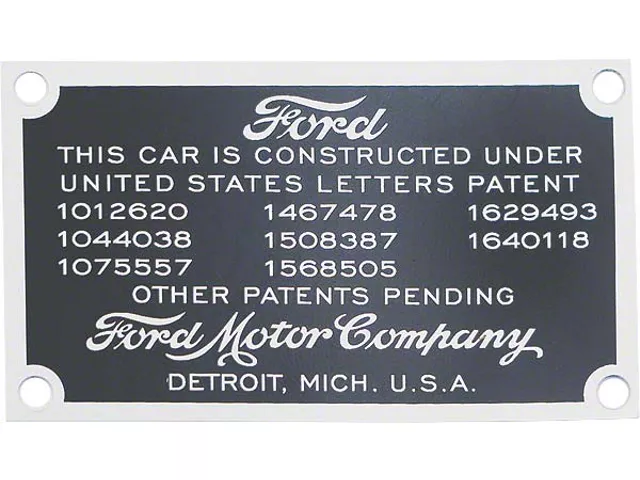 Ford
THIS CAR IS CONSTRUCTED UNDER
UNITED STATES LETTERS PATENT
1012620 1467478 1629493
1044038 1508387 1640118
1075557 1568505
OTHER PATENTS PENDING
Ford Motor Company
DETROIT, MICH. U.S.A.